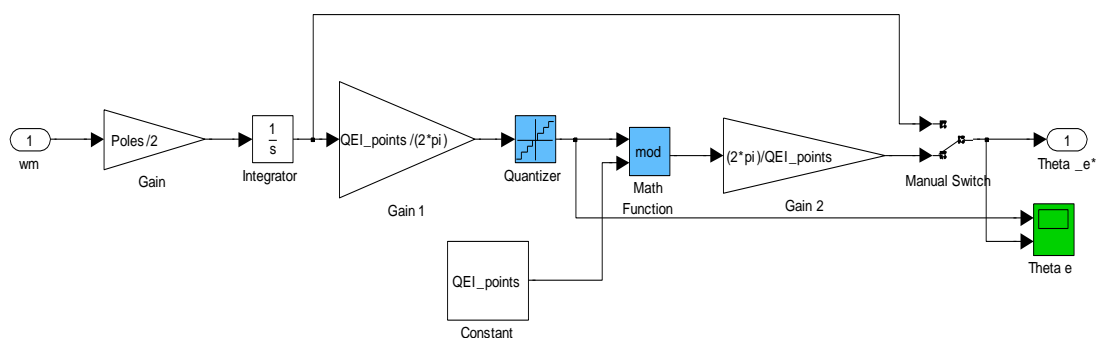 1
wm
Poles /2
Gain
1
s
Integrator
QEI_points /(2*pi)
Gain 1
Quantizer
mod
Math
Function
(2*pi)/QEI_points
Gain 2
Manual Switch
1
Theta _e*
Theta e
QEI_points
Constant